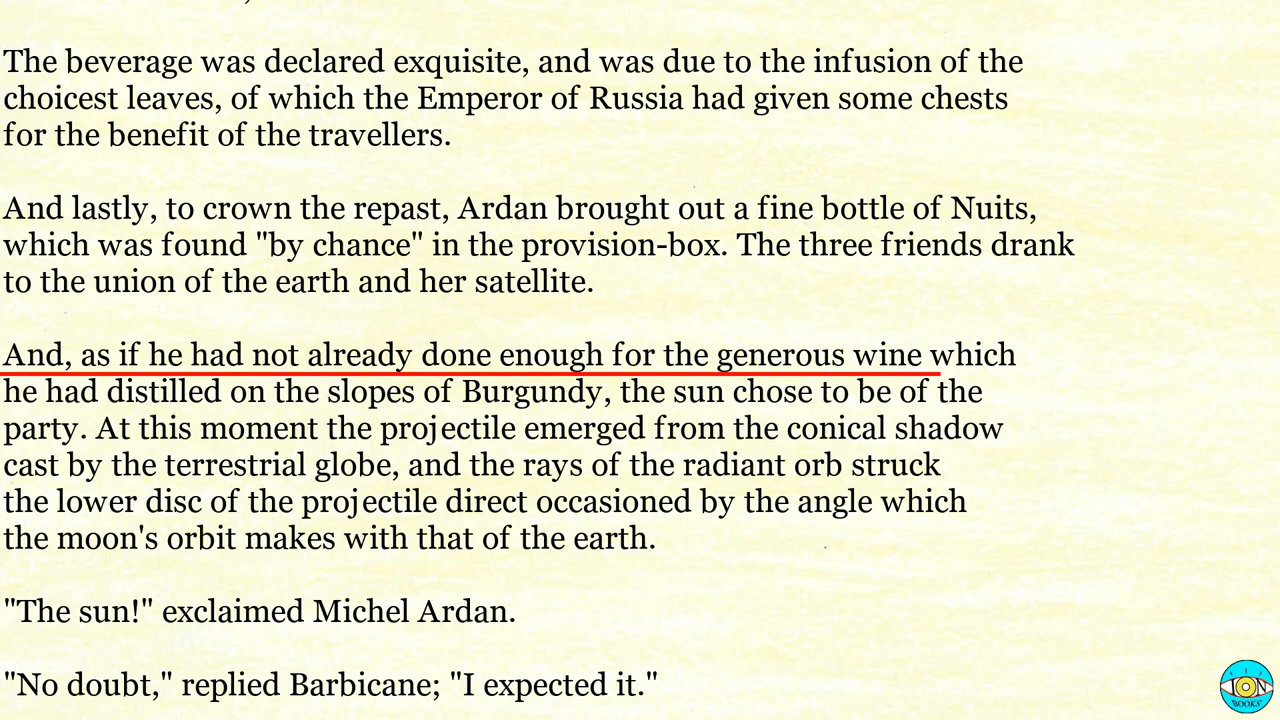 The beverage was declared exquisite, and was due to the infusion of the
choicest leaves, of which the Emperor of Russia had given some chests
for the benefit of the travellers.
And lastly, to crown the repast, Ardan brought out a fine bottle of Nuits,
which was found "by chance" in the provision-box. The three friends drank
to the union of the earth and her satellite.
And, as if he had not already done enough for the generous wine which
he had distilled on the slopes of Burgundy, the sun chose to be of the
party. At this moment the projectile emerged from the conical shadow
cast by the terrestrial globe, and the rays of the radiant orb struck
the lower disc of the projectile direct occasioned by the angle which
the moon's orbit makes with that of the earth.
"The sun!" exclaimed Michel Ardan.
"No doubt," replied Barbicane; "I expected it."
ION
BOOKS